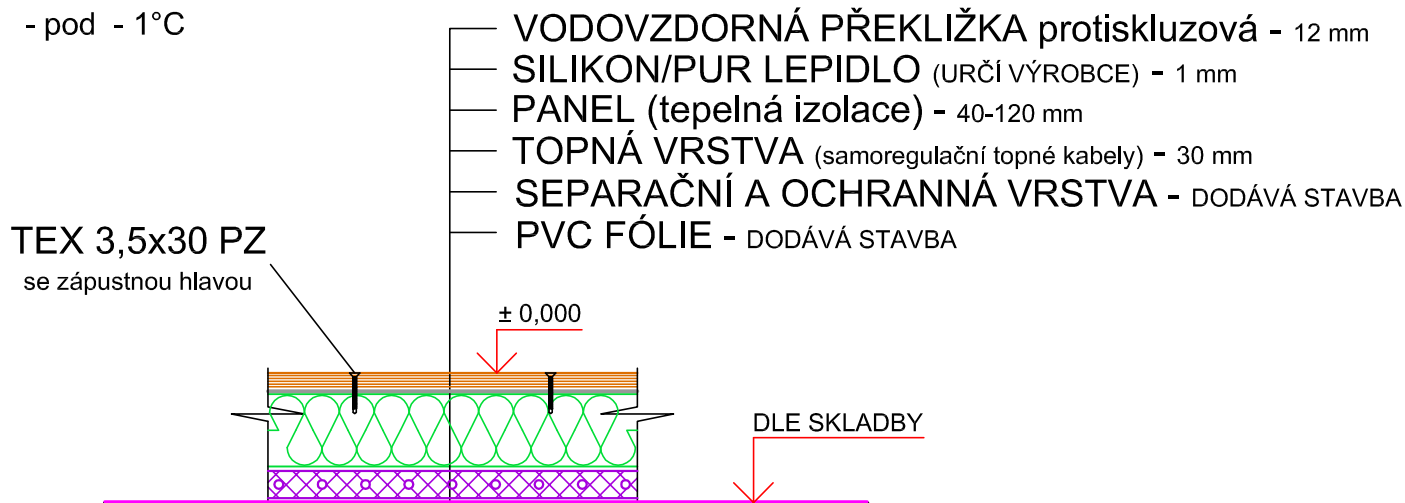 - pod - 1°C
VODOVZDORNÁ PŘEKLIŽKA protiskluzová - 12 mm
SILIKON/PUR LEPIDLO (URČÍ VÝROBCE) - 1 mm
PANEL (tepelná izolace) - 40-120 mm
TOPNÁ VRSTVA (samoregulační topné kabely) - 30 mm
SEPARAČNÍ A OCHRANNÁ VRSTVA - DODÁVÁ STAVBA
PVC FÓLIE - DODÁVÁ STAVBA
TEX 3,5x30 PZ
se zápustnou hlavou
± 0,000
DLE SKLADBY